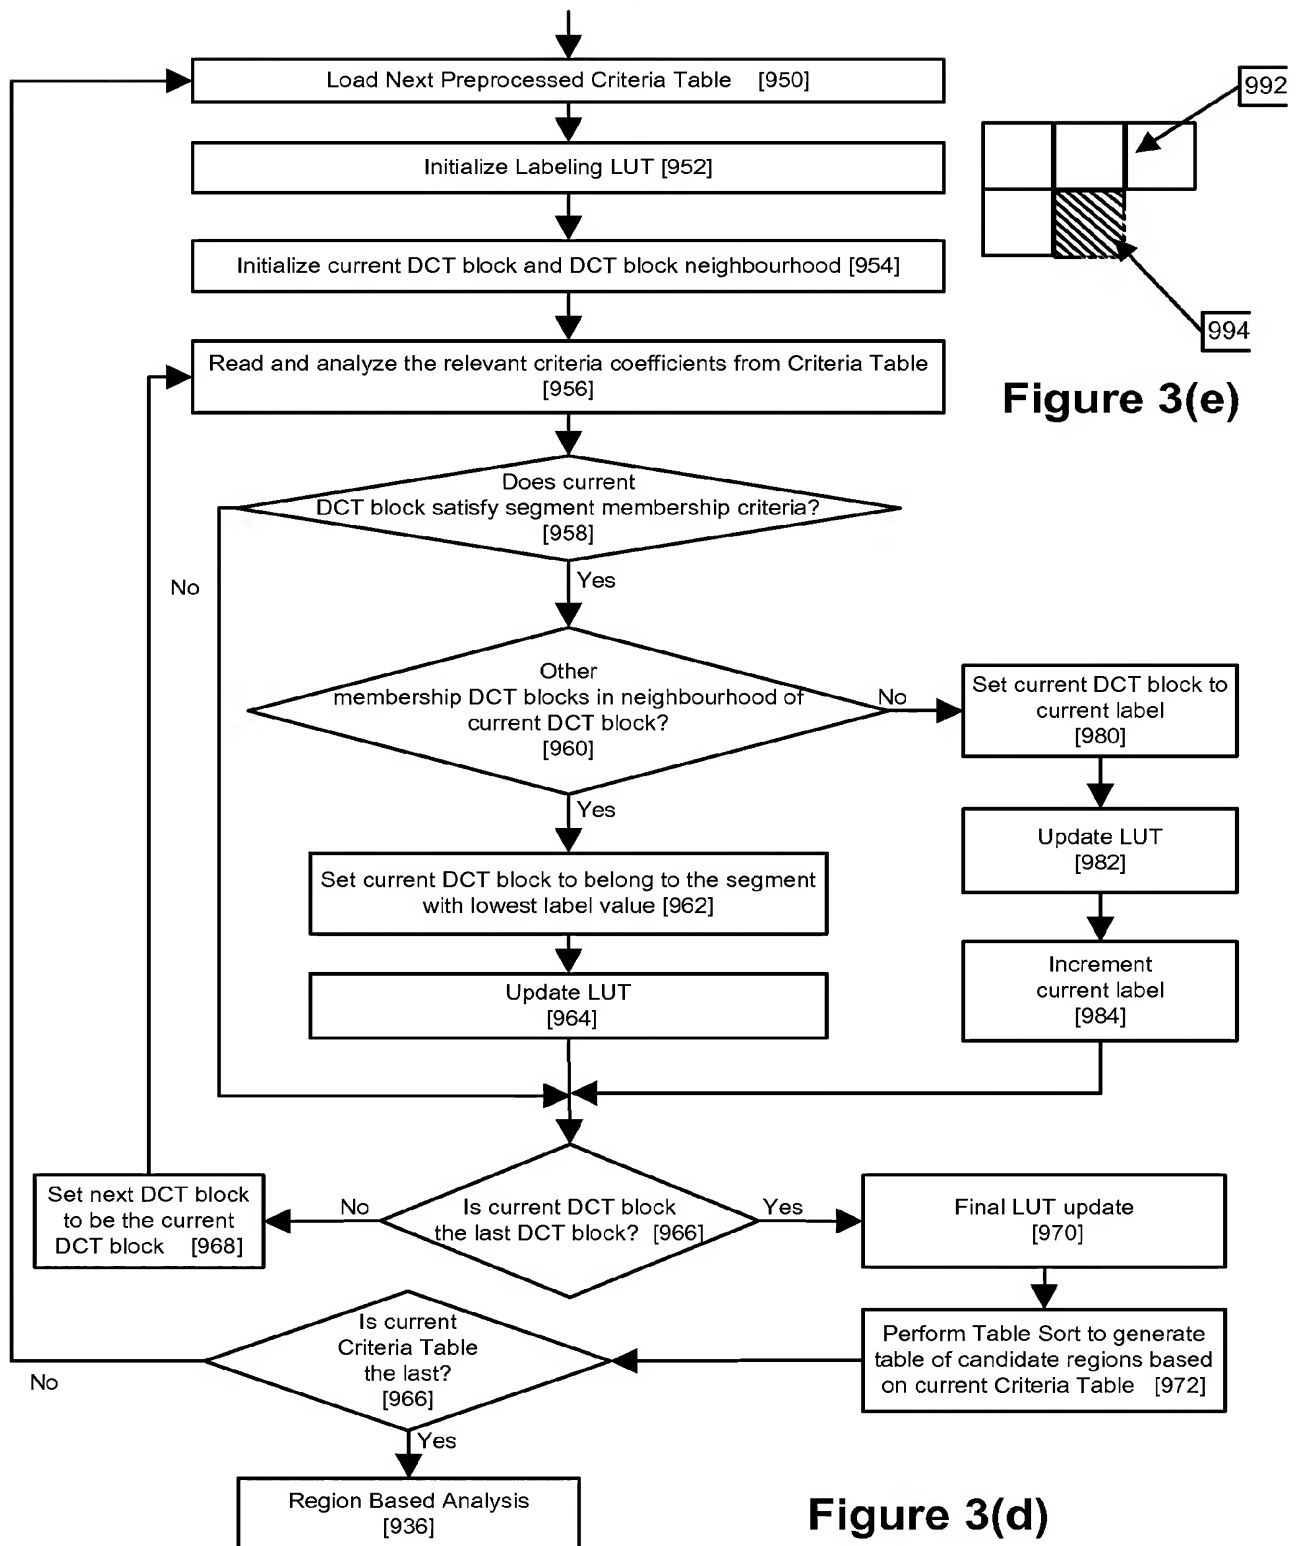 Load Next Preprocessed Criteria Table [950]
992
Initialize Labeling LUT [952]
Initialize current DCT block and DCT block neighbourhood [954]
994
Read and analyze the relevant criteria coefficients from Criteria Table
[956]
Figure 3(e)
Does current
DCT block satisfy segment membership criteria?
[958]
No
Yes
Other
membership DCT blocks in neighbourhood of
current DCT block?
[960]
No
Set current DCT block to
current label
[980]
Yes
Update LUT
[982]
Set current DCT block to belong to the segment
with lowest label value [962]
Increment
current label
[984]
Update LUT
[964]
Set next DCT block
to be the current
DCT block [968]
No
Is current DCT block
the last DCT block? [966]
Yes
Final LUT update
[970]
Is current
Criteria Table
the last?
[966]
Perform Table Sort to generate
table of candidate regions based
on current Criteria Table [972]
No
Yes
Region Based Analysis
[936]
Figure 3(d)